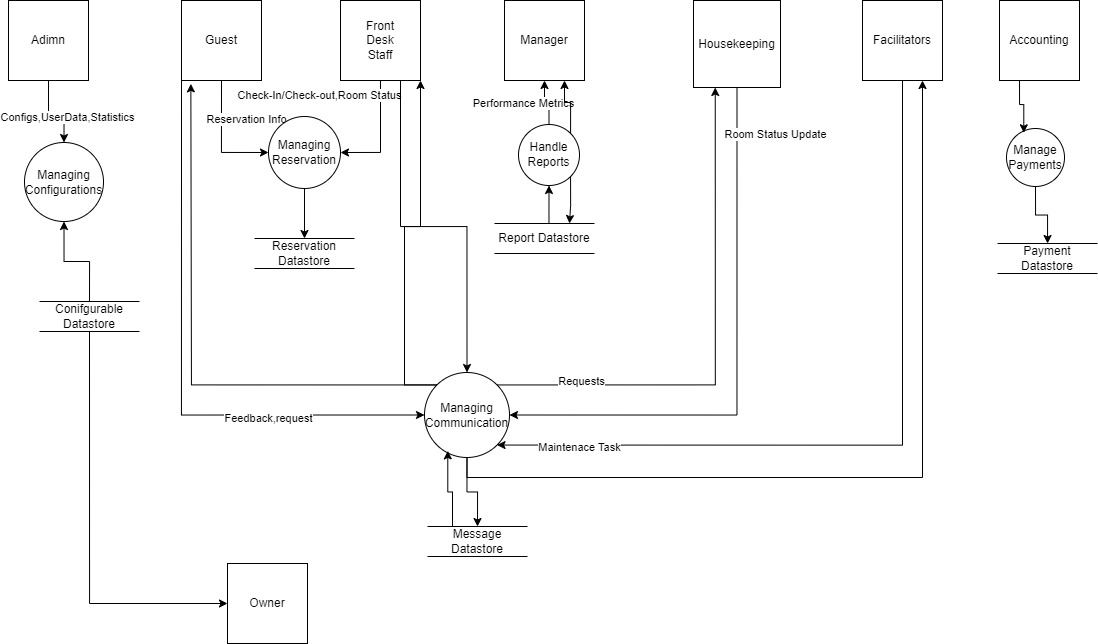 Adimn
Guest
Front
Desk
Staff
Manager
Housekeeping
Facilitators
Accounting
Check-In/Check-out,Room Status
Performance Metrics
Configs,UserData,Statistics
Reservation Info
Room Status Update
Managing
Reservation
Handle
Reports
Manage
Payments
Managing
Configurations
Reservation
Datastore
Report Datastore
Payment
Datastore
Conifgurable
Datastore
Requests
Managing
Communication
Feedback,request
Maintenace Task
Message
Datastore
Owner